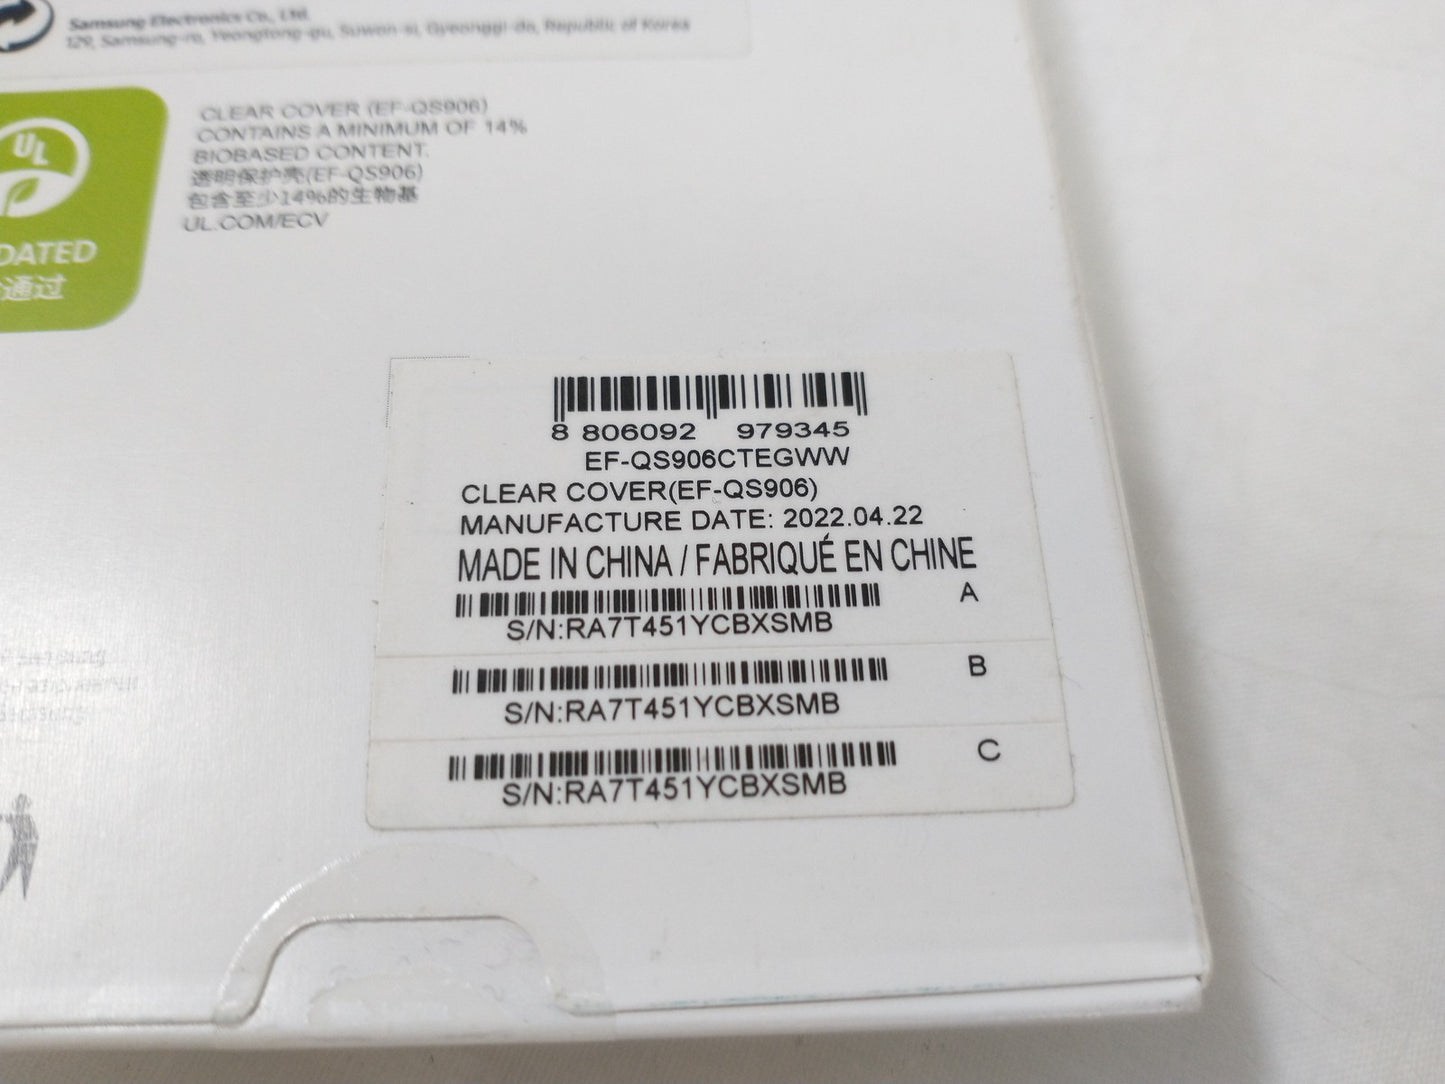 Samsung Electronics Co., Ltd.
129, Samsung-ro, Yeongtong-gu, Suwon-si, Gyeonggi-do, Republic of Korea
UL
CLEAR COVER (EF-QS906)
CONTAINS A MINIMUM OF 14%
BIOBASED CONTENT.
透明保护壳(EF-QS906)
包含至少14%的生物基
UL.COM/ECV
DATED
通过
8 806092 979345
EF-QS906CTEGWW
CLEAR COVER(EF-QS906)
MANUFACTURE DATE: 2022.04.22
MADE IN CHINA / FABRIQUÉ EN CHINE
A
S/N:RA7T451YCBXSMB
B
S/N:RA7T451YCBXSMB
C
S/N:RA7T451YCBXSMB